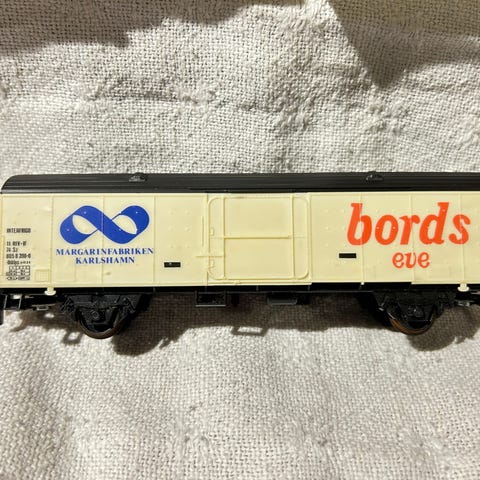 INTERFRIGO
MARGARINFABRIKEN
KARLSHAMN
bords
eve